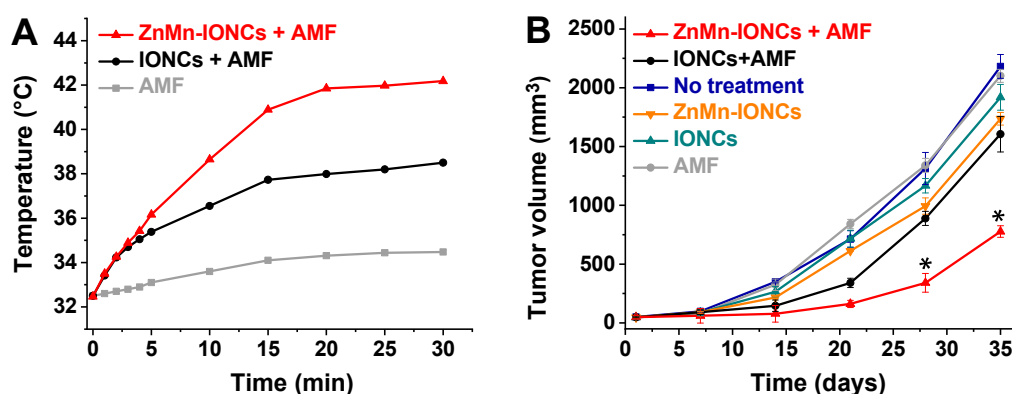 A
ZnMn-IONCs + AMF
IONCs + AMF
AMF
Temperature (°C)
44
42
40
38
36
34
32
0 5 10 15 20 25 30
Time (min)
B
ZnMn-IONCs + AMF
IONCs+AMF
No treatment
ZnMn-IONCs
IONCs
AMF
Tumor volume (mm3)
2500
2000
1500
1000
500
0
*
*
0 5 10 15 20 25 30 35
Time (days)